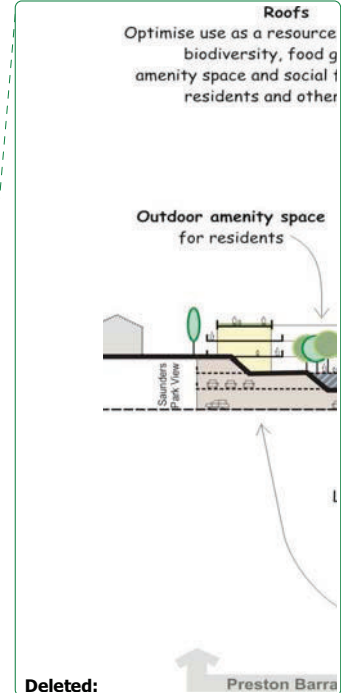 Roofs
Optimise use as a resource
biodiversity, food g
amenity space and social f
residents and other
Outdoor amenity space
for residents
Saunders
Park View
L
Deleted:
Preston Barra